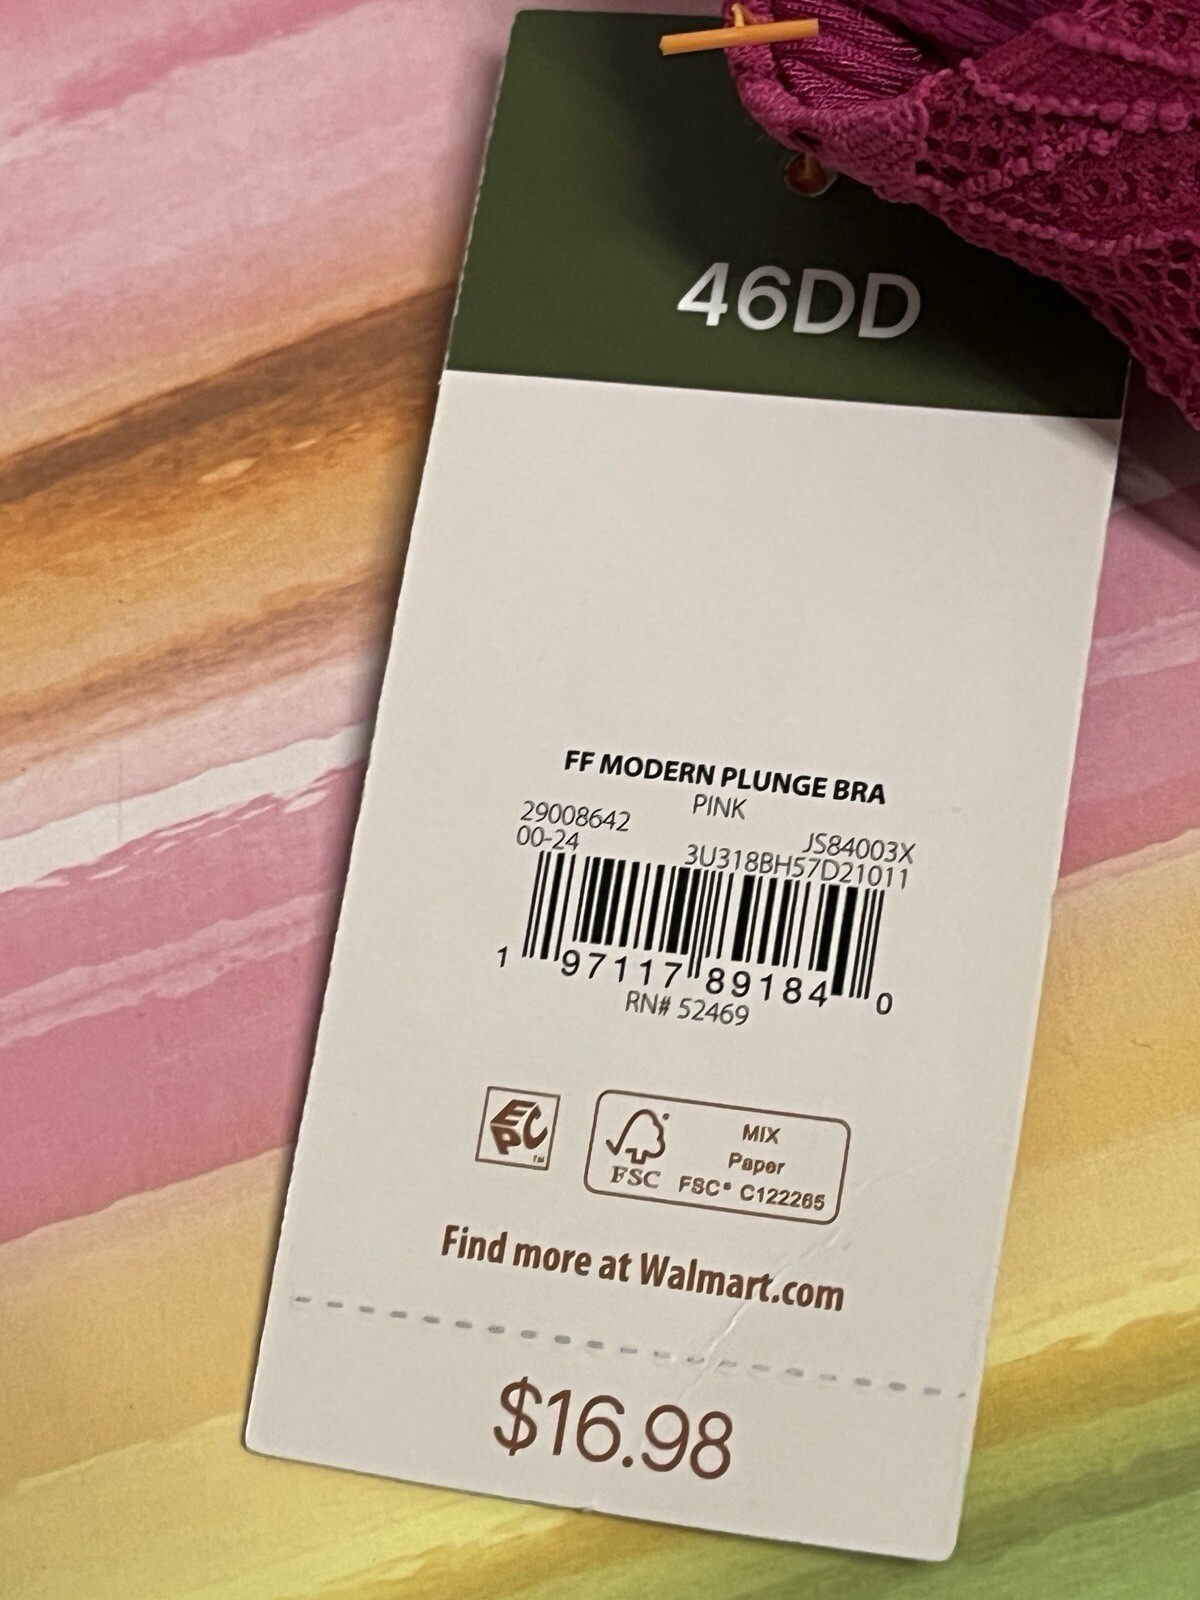 46DD
FF MODERN PLUNGE BRA
PINK
29008642 JS84003X
00-24 3U318BH57D21011
1 97117 89184 0
RN# 52469
ECPC™
FSC
MIX
Paper
FSC® C122265
Find more at Walmart.com
$16.98